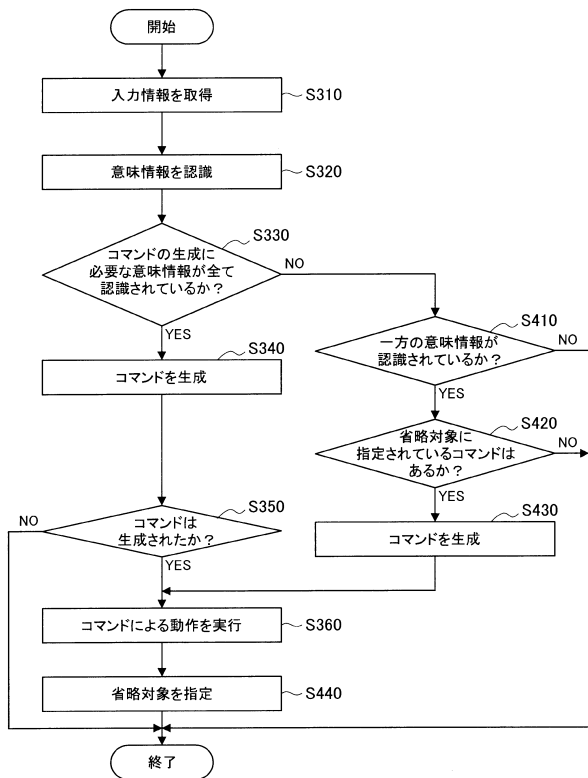 開始
入力情報を取得
S310
意味情報を認識
S320
S330
コマンドの生成に
必要な意味情報が全て
認識されているか?
NO
YES
S410
一方の意味情報が
認識されているか?
NO
YES
S340
コマンドを生成
S420
省略対象に
指定されているコマンドは
あるか?
NO
YES
S430
コマンドを生成
S350
コマンドは
生成されたか?
NO
YES
コマンドによる動作を実行
S360
省略対象を指定
S440
終了